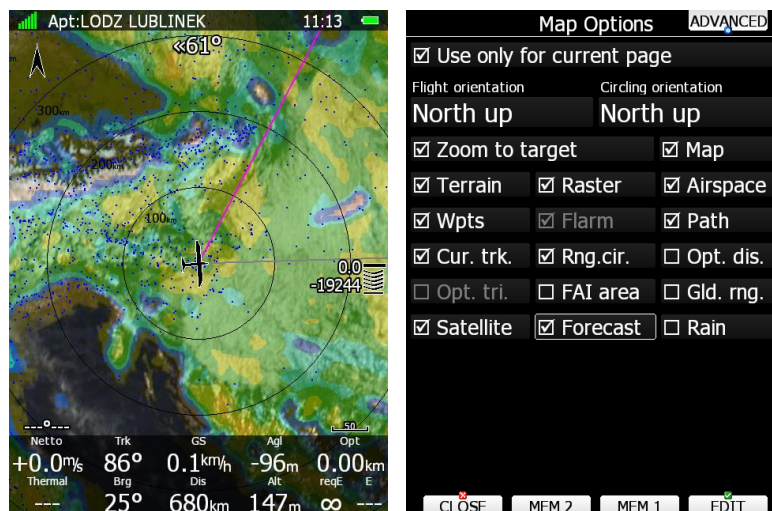 Apt:LODZ LUBLINEK 11:13
<<61°
300km
200km
100km
0.0
-19244
---°---
50
Netto Trk GS Agl Opt
+0.0m/s 86° 0.1km/h -96m 0.00km
Thermal Brg Dis Alt reqE E
--- 25° 680km 147m ∞ ---
Map Options ADVANCED
Use only for current page
Flight orientation Circling orientation
North up North up
Zoom to target Map
Terrain Raster Airspace
Wpts Flarm Path
Cur. trk. Rng.cir. Opt. dis.
Opt. tri. FAI area Gld. rng.
Satellite Forecast Rain
CLOSE MEM 2 MEM 1 EDIT